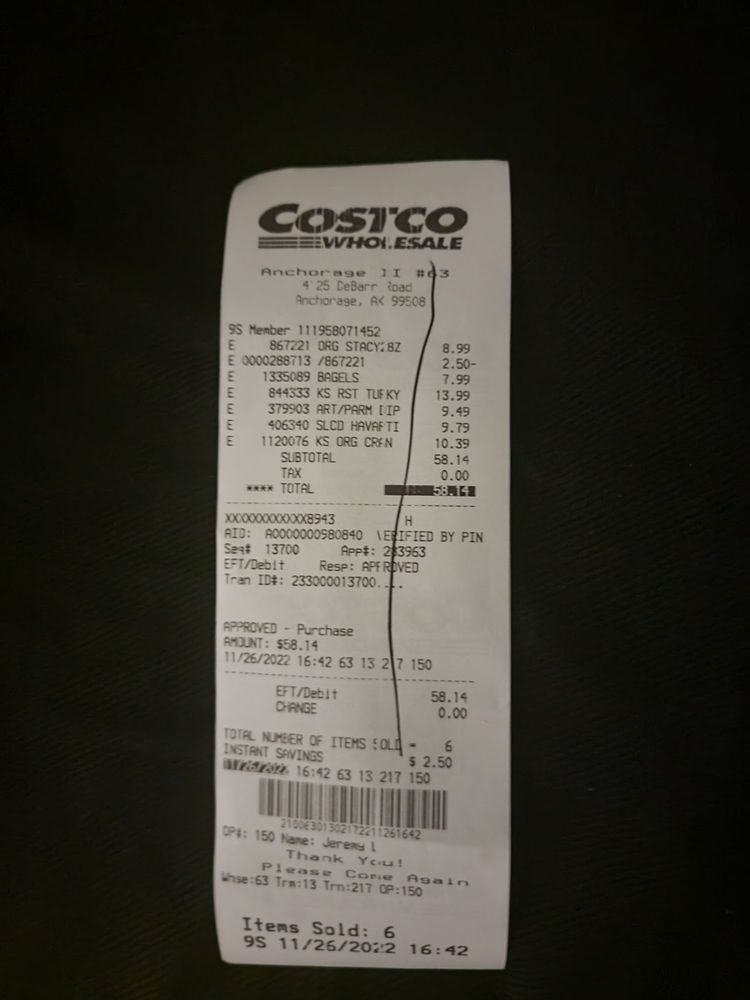 COSTCO
WHOLESALE
Anchorage II #63
4125 DeBarr Road
Anchorage, AK 99508
9S Member 111958071452
E 867221 ORG STACY 8Z 8.99
E 0000288713 /867221 2.50-
E 1335089 BAGELS 7.99
E 844333 KS RST TURKY 13.99
E 379903 ART/PARM DIP 9.49
E 406340 SLCD HAVARTI 9.79
E 1120076 KS ORG CRAN 10.39
SUBTOTAL 58.14
TAX 0.00
**** TOTAL 58.14
XXXXXXXXXXXX8943 H
AID: A0000000980840 VERIFIED BY PIN
Seq# 13700 App#: 283963
EFT/Debit Resp: APPROVED
Tran ID#: 233000013700....
APPROVED - Purchase
AMOUNT: $58.14
11/26/2022 16:42 63 13 217 150
EFT/Debit 58.14
CHANGE 0.00
TOTAL NUMBER OF ITEMS SOLD = 6
INSTANT SAVINGS $ 2.50
11/26/2022 16:42 63 13 217 150
21006301302172211261642
OP#: 150 Name: Jeremy L
Thank You!
Please Come Again
Whse:63 Trm:13 Trn:217 OP:150
Items Sold: 6
9S 11/26/2022 16:42